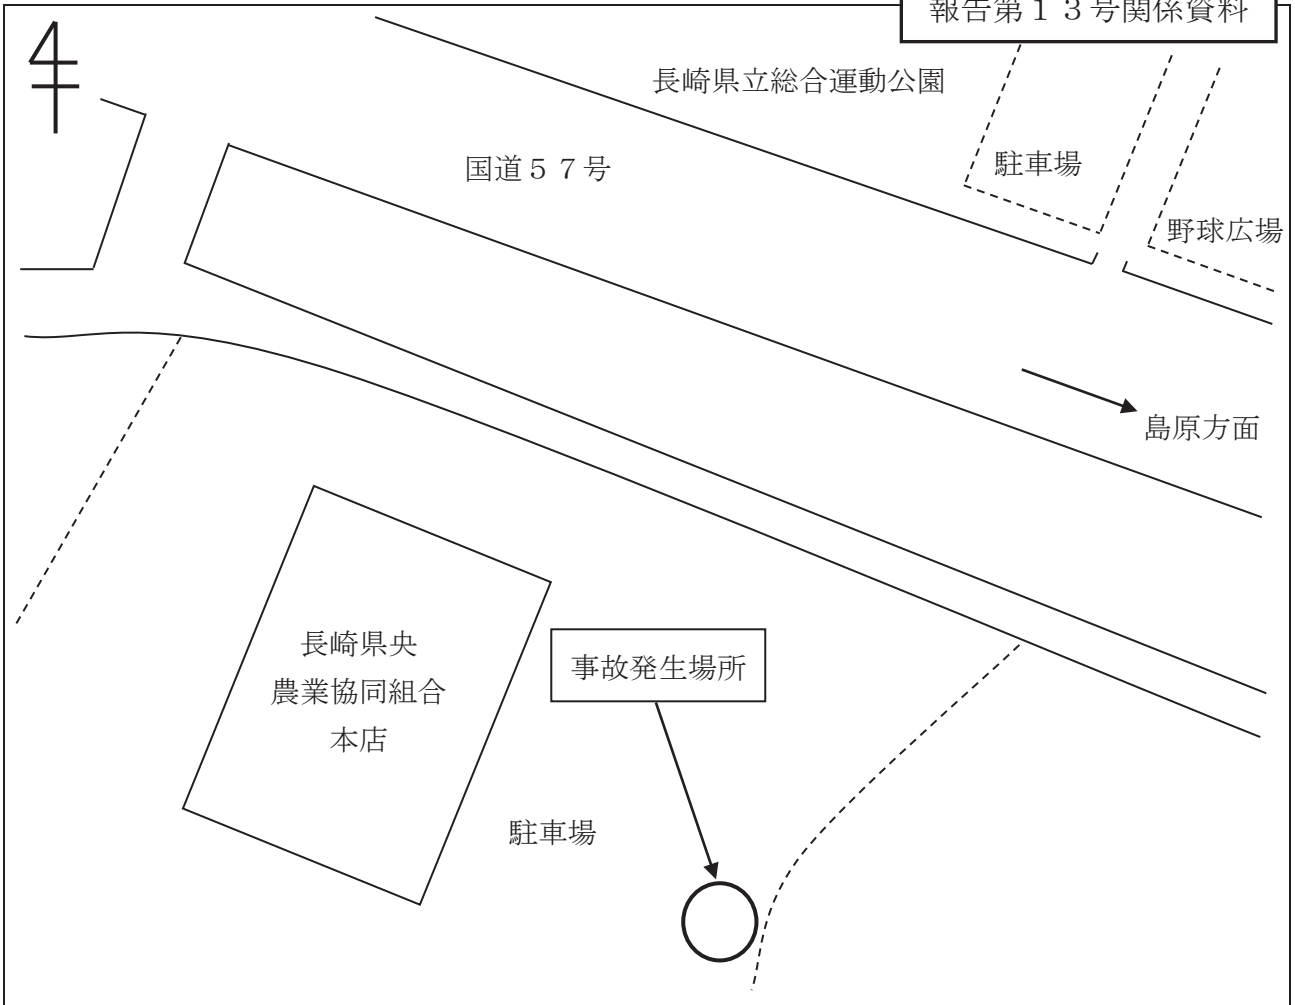 報告第１３号関係資料
長崎県立総合運動公園
国道５７号
駐車場
野球広場
島原方面
長崎県央
農業協同組合
本店
事故発生場所
駐車場